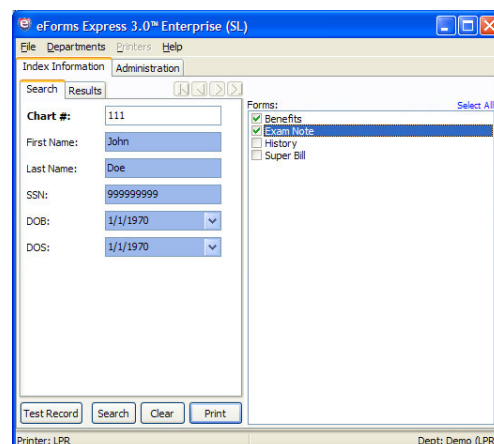 eForms Express 3.0™ Enterprise (SL)
File Departments Printers Help
Index Information Administration
Search Results
Chart #: 111
First Name: John
Last Name: Doe
SSN: 999999999
DOB: 1/1/1970
DOS: 1/1/1970
Forms: Select All
Benefits
Exam Note
History
Super Bill
Test Record Search Clear Print
Printer: LPR Dept: Demo (LPR